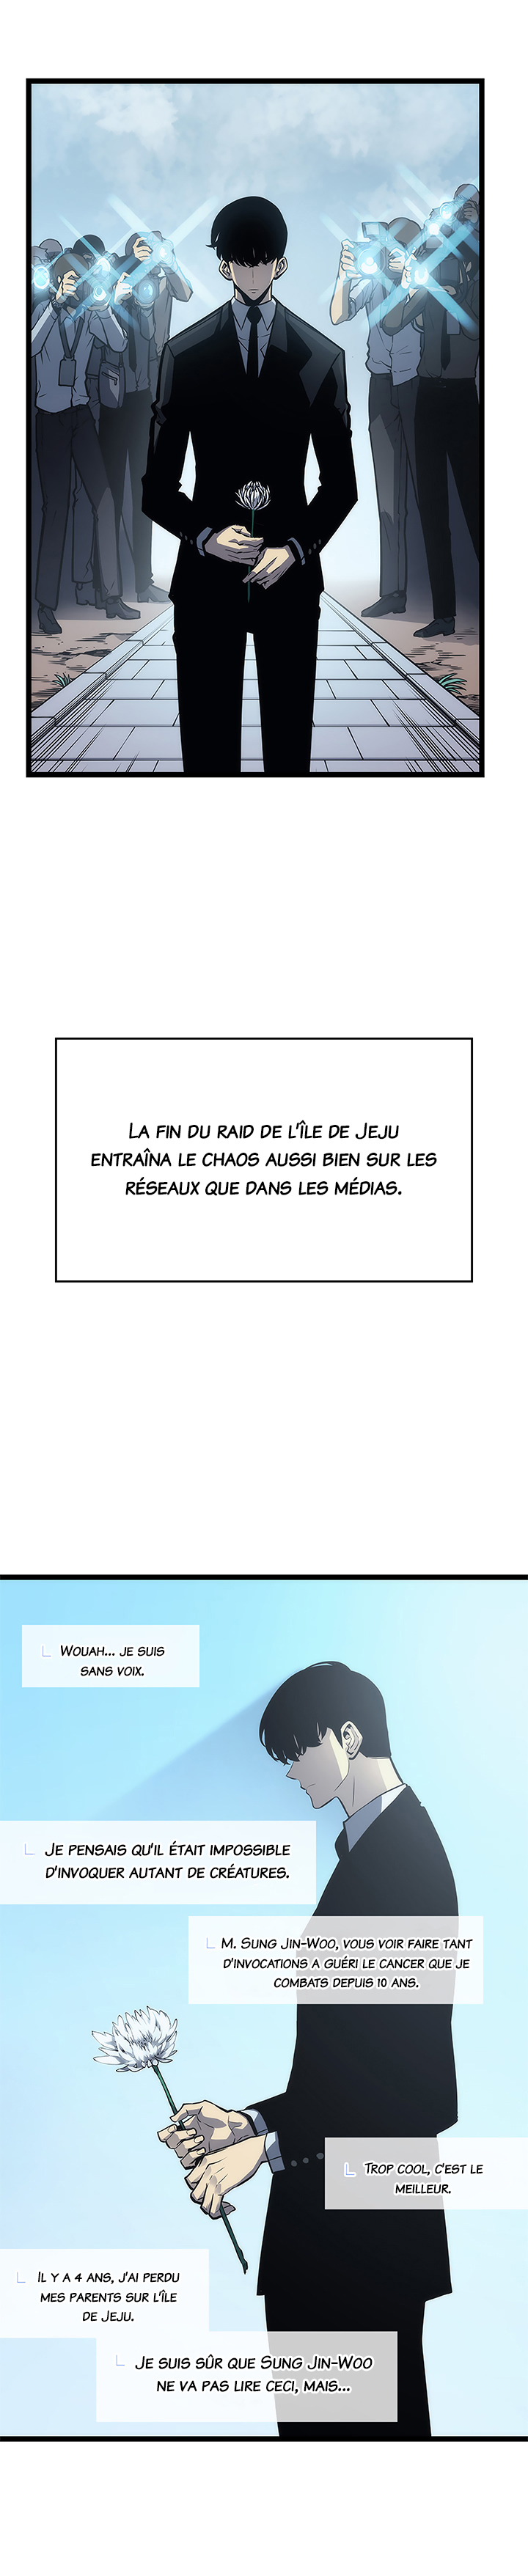 LA FIN DU RAID DE L'ÎLE DE JEJU
ENTRAÎNA LE CHAOS AUSSI BIEN SUR LES
RÉSEAUX QUE DANS LES MÉDIAS.
WOUAH... JE SUIS
SANS VOIX.
JE PENSAIS QU'IL ÉTAIT IMPOSSIBLE
D'INVOQUER AUTANT DE CRÉATURES.
M. SUNG JIN-WOO, VOUS VOIR FAIRE TANT
D'INVOCATIONS A GUÉRI LE CANCER QUE JE
COMBATS DEPUIS 10 ANS.
TROP COOL, C'EST LE
MEILLEUR.
IL Y A 4 ANS, J'AI PERDU
MES PARENTS SUR L'ÎLE
DE JEJU.
JE SUIS SÛR QUE SUNG JIN-WOO
NE VA PAS LIRE CECI, MAIS...